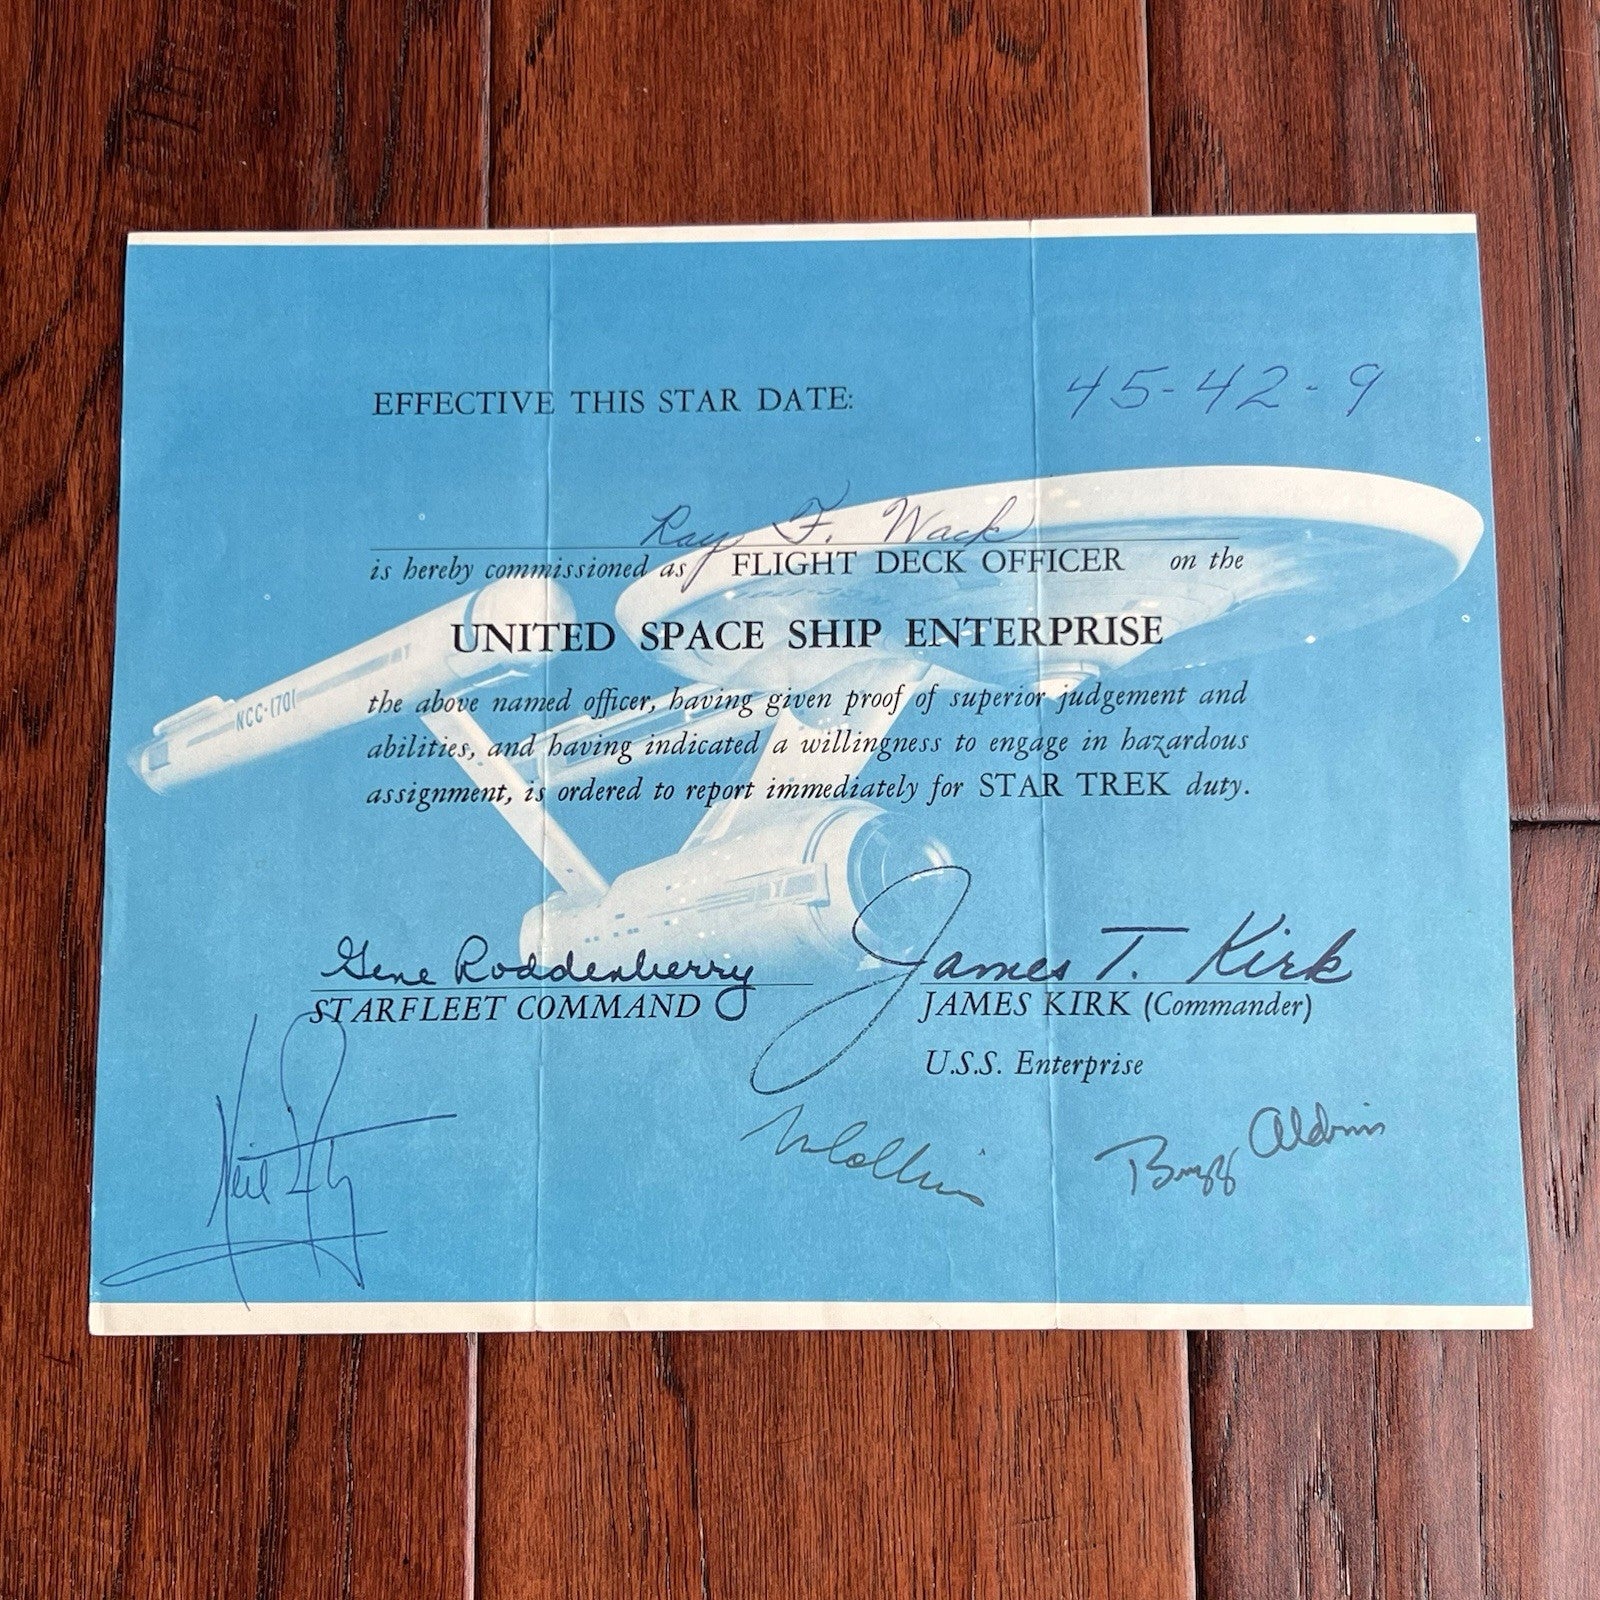 EFFECTIVE THIS STAR DATE: 45-42-9
Ray F. Wack
is hereby commissioned as FLIGHT DECK OFFICER on the
UNITED SPACE SHIP ENTERPRISE
NCC-1701
the above named officer, having given proof of superior judgement and
abilities, and having indicated a willingness to engage in hazardous
assignment, is ordered to report immediately for STAR TREK duty.
Gene Roddenberry
STARFLEET COMMAND
James T. Kirk
JAMES KIRK (Commander)
U.S.S. Enterprise
Neil
M Collins
Buzz Aldrin